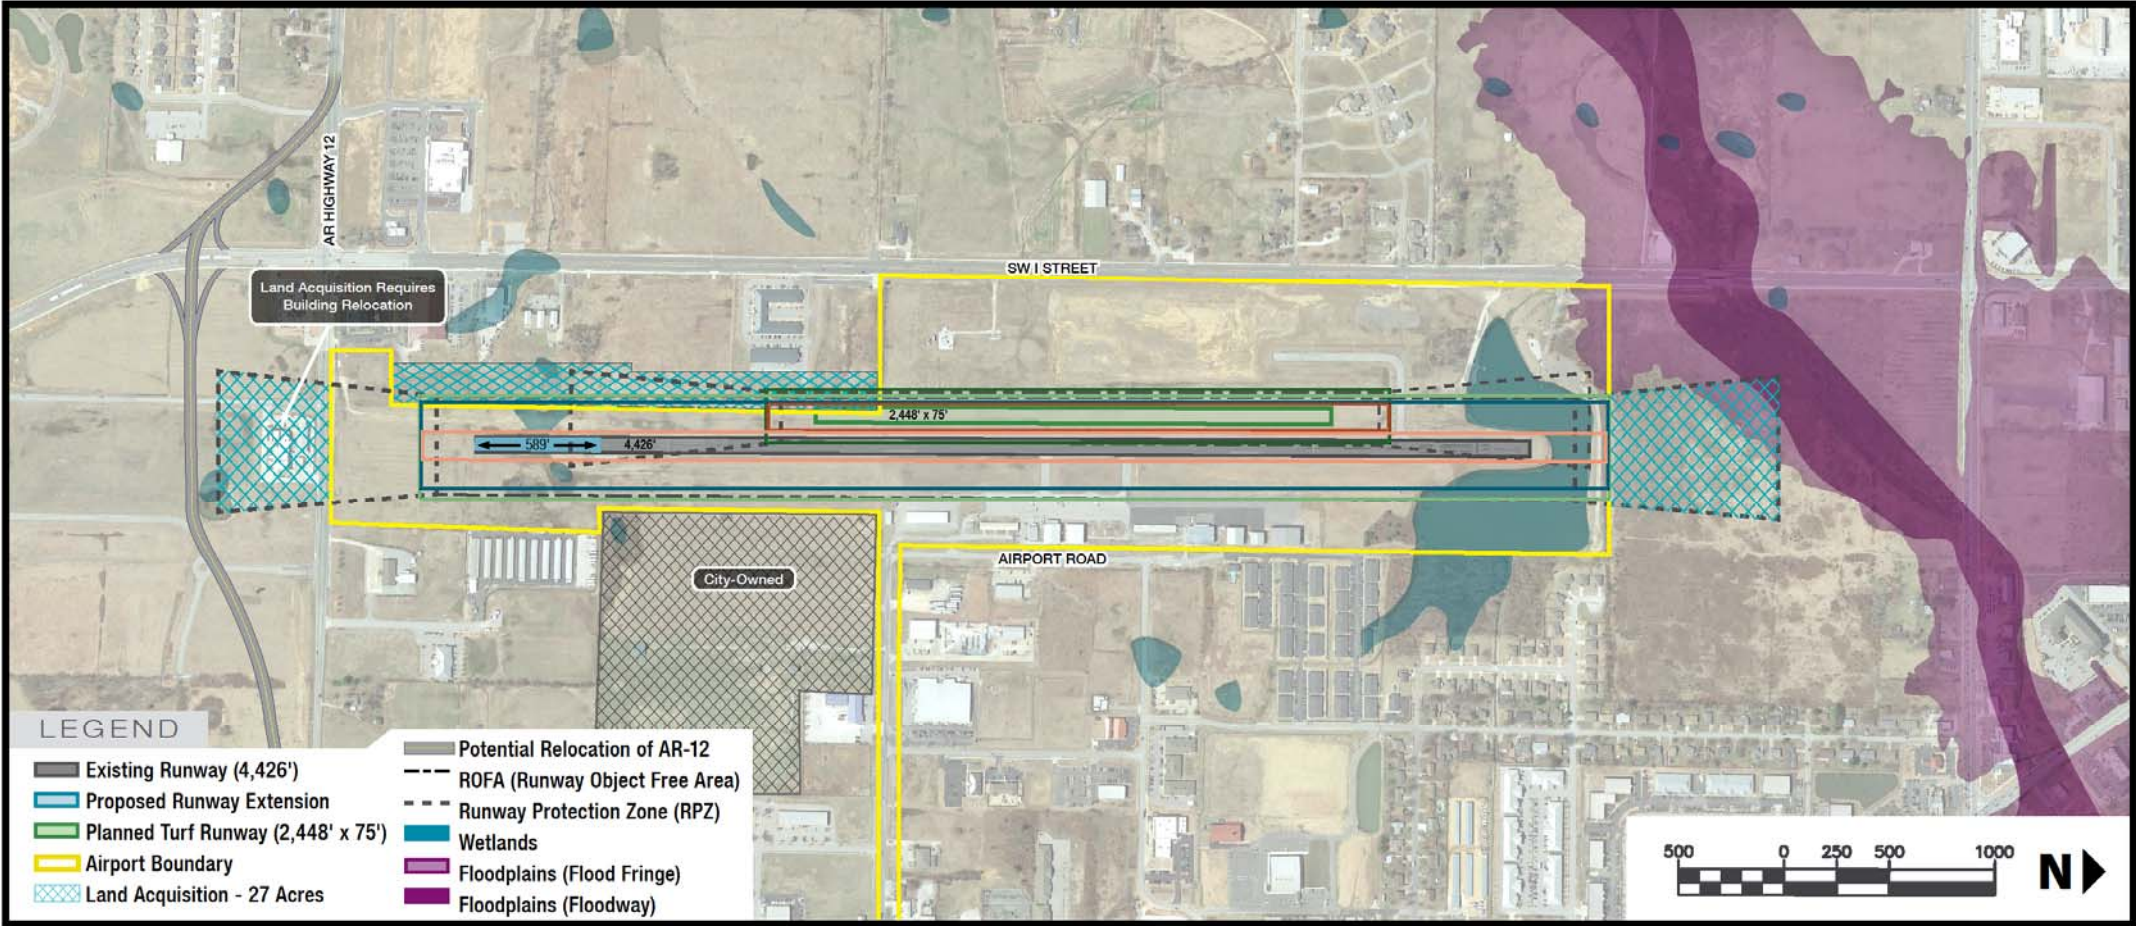 AR HIGHWAY 12
Land Acquisition Requires
Building Relocation
SW I STREET
2,448' x 75'
589'
4,426'
AIRPORT ROAD
City-Owned
LEGEND
Existing Runway (4,426')
Proposed Runway Extension
Planned Turf Runway (2,448' x 75')
Airport Boundary
Land Acquisition - 27 Acres
Potential Relocation of AR-12
ROFA (Runway Object Free Area)
Runway Protection Zone (RPZ)
Wetlands
Floodplains (Flood Fringe)
Floodplains (Floodway)
500 0 250 500 1000
N